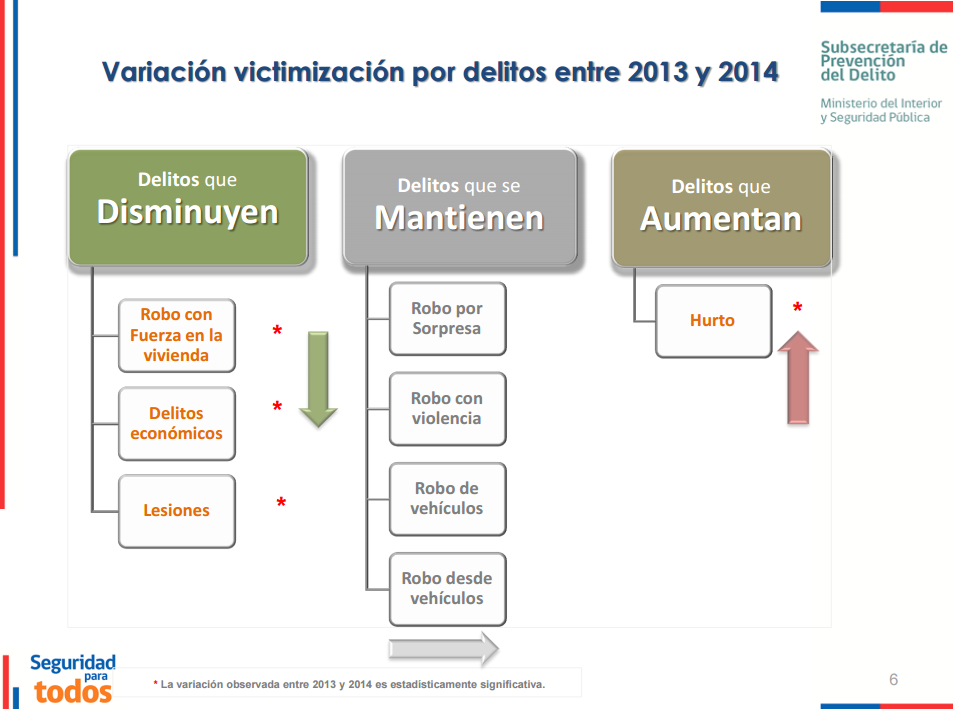 Subsecretaría de
Prevención
del Delito
Ministerio del Interior
y Seguridad Pública
Variación victimización por delitos entre 2013 y 2014
Delitos que
Disminuyen
Robo con
Fuerza en la
vivienda
*
Delitos
económicos
*
Lesiones
*
Delitos que se
Mantienen
Robo por
Sorpresa
Robo con
violencia
Robo de
vehículos
Robo desde
vehículos
Delitos que
Aumentan
Hurto
*
Seguridad
para
todos
* La variación observada entre 2013 y 2014 es estadísticamente significativa.
6